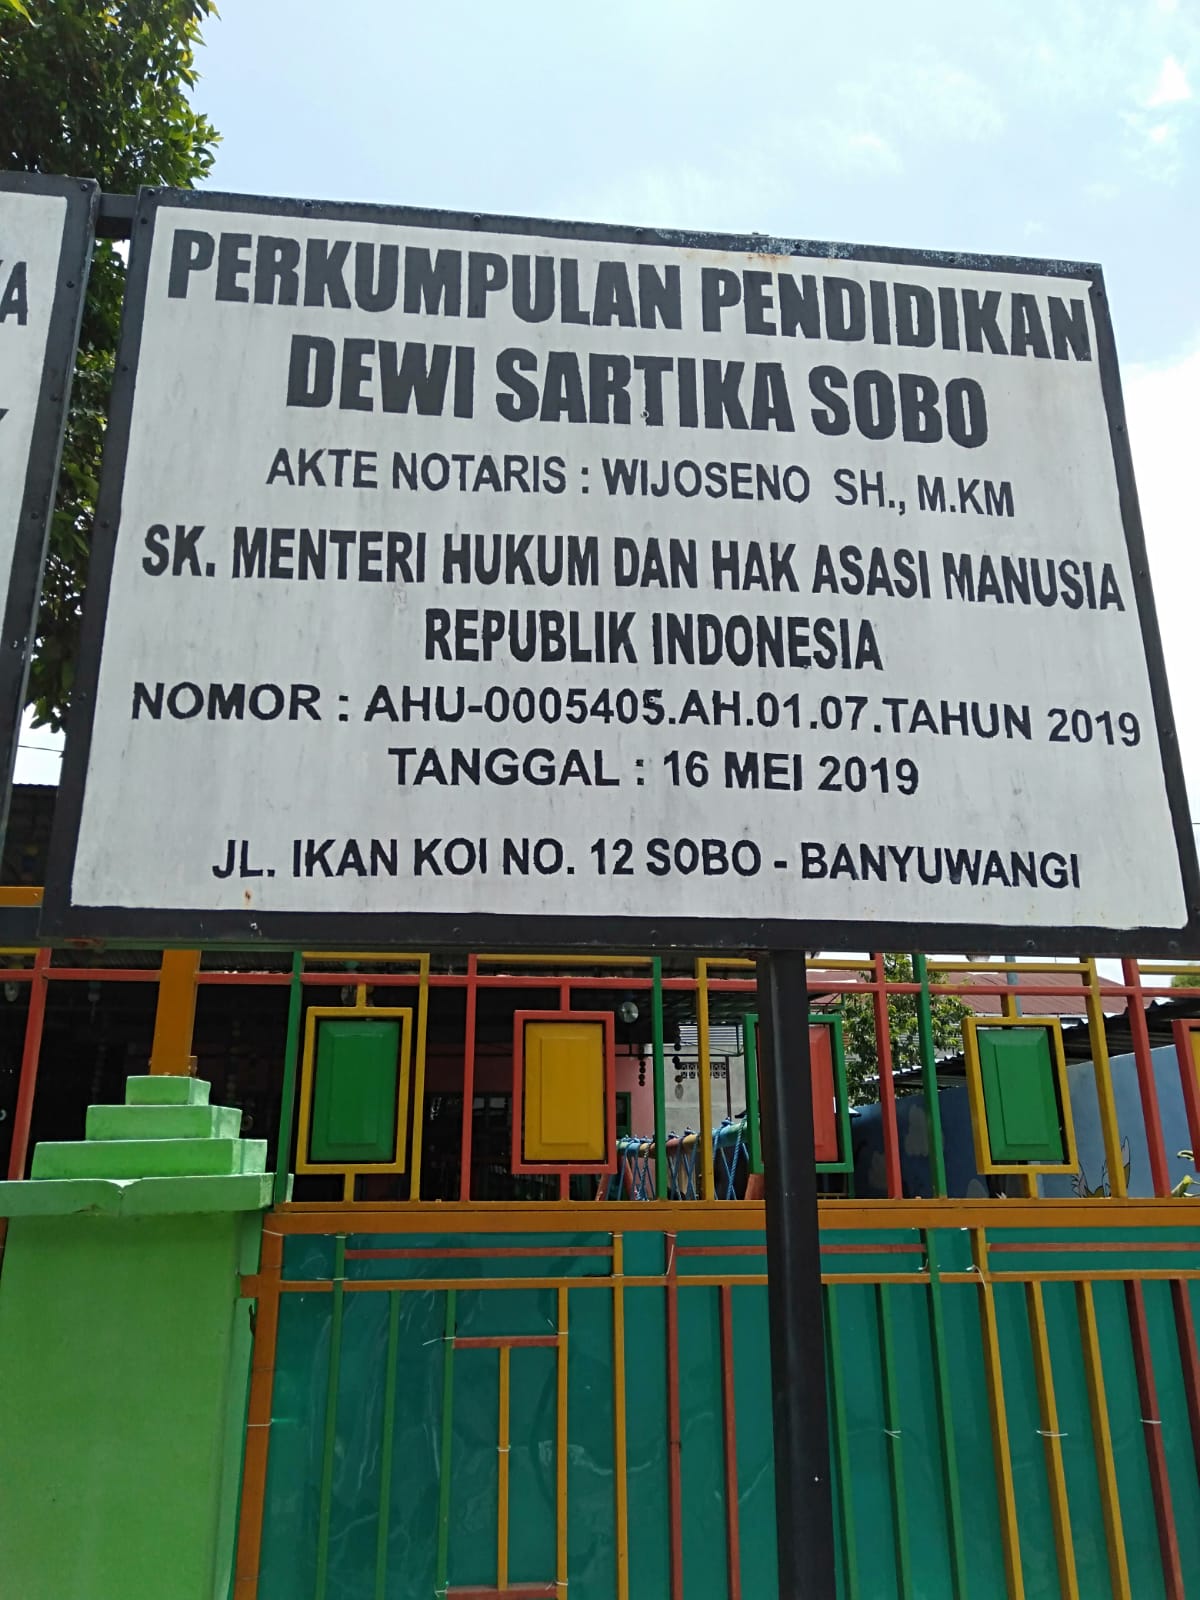 PERKUMPULAN PENDIDIKAN
DEWI SARTIKA SOBO
AKTE NOTARIS : WIJOSENO SH., M.KM
SK. MENTERI HUKUM DAN HAK ASASI MANUSIA
REPUBLIK INDONESIA
NOMOR : AHU-0005405.AH.01.07.TAHUN 2019
TANGGAL : 16 MEI 2019
JL. IKAN KOI NO. 12 SOBO - BANYUWANGI